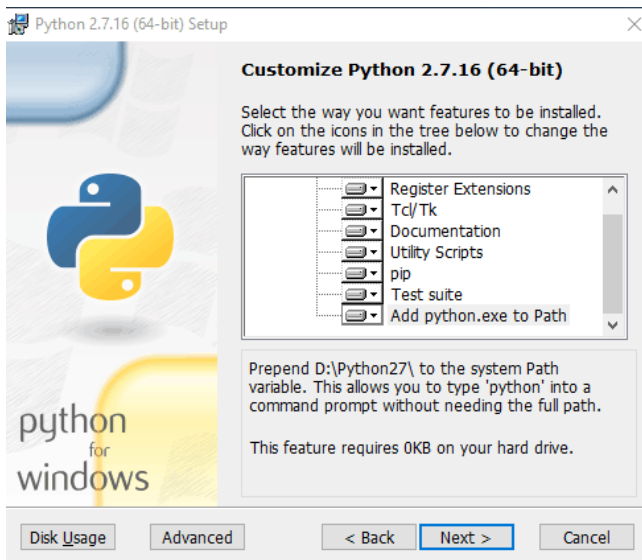 Python 2.7.16 (64-bit) Setup
Customize Python 2.7.16 (64-bit)
Select the way you want features to be installed.
Click on the icons in the tree below to change the
way features will be installed.
Register Extensions
Tcl/Tk
Documentation
Utility Scripts
pip
Test suite
Add python.exe to Path
Prepend D:\Python27\ to the system Path
variable. This allows you to type 'python' into a
command prompt without needing the full path.
This feature requires 0KB on your hard drive.
python
for
windows
Disk Usage
Advanced
< Back
Next >
Cancel